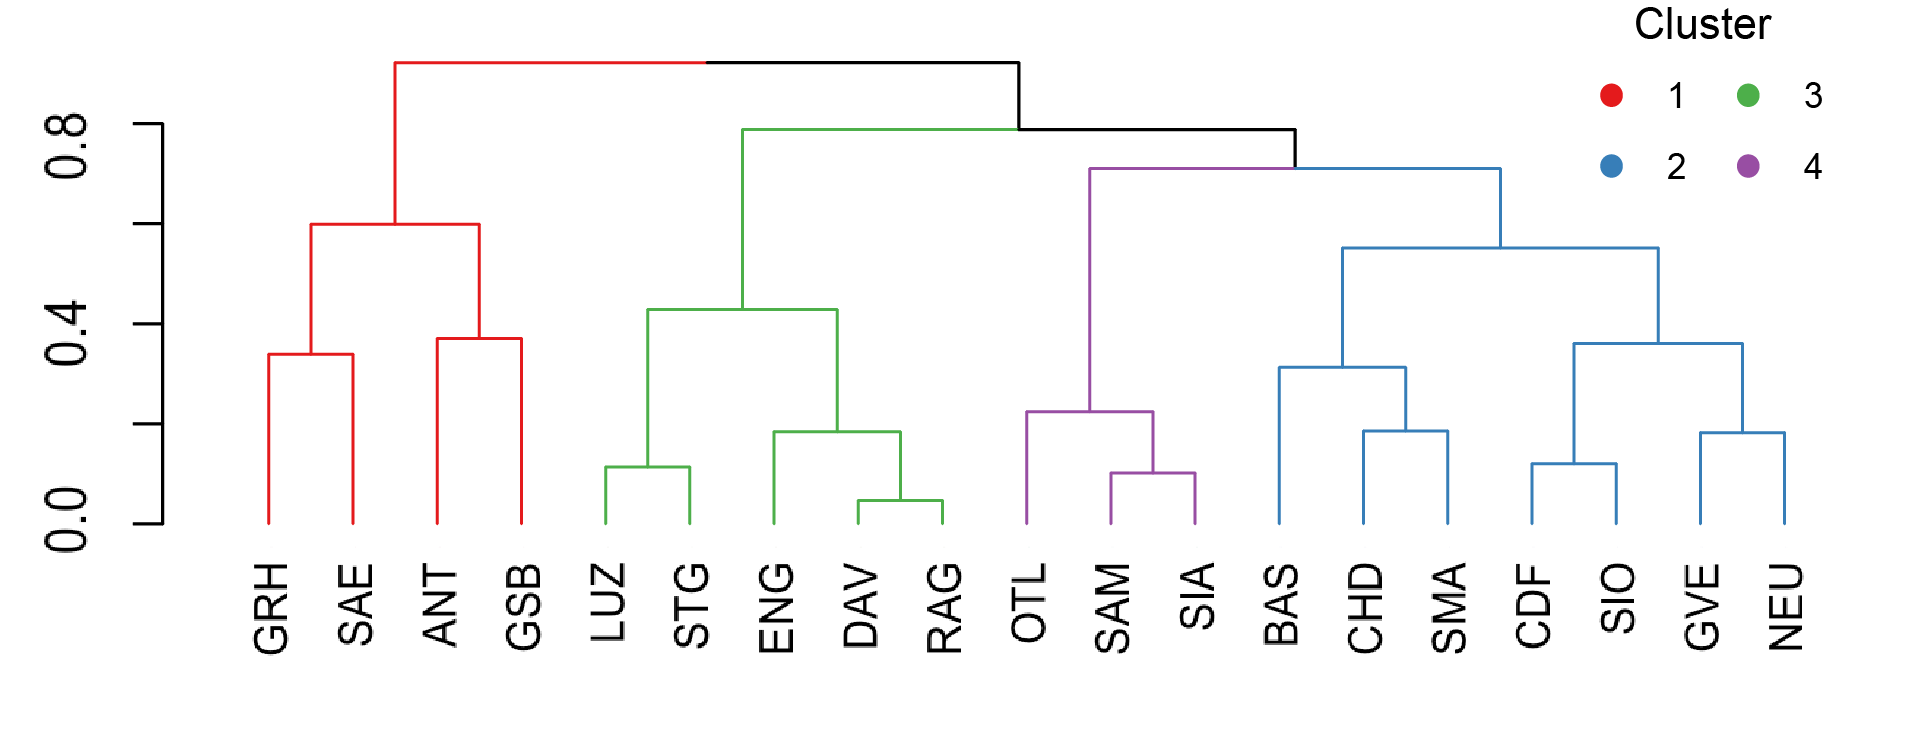 Cluster
1 3
2 4
0.8
0.4
0.0
GRH SAE ANT GSB LUZ STG ENG DAV RAG OTL SAM SIA BAS CHD SMA CDF SIO GVE NEU